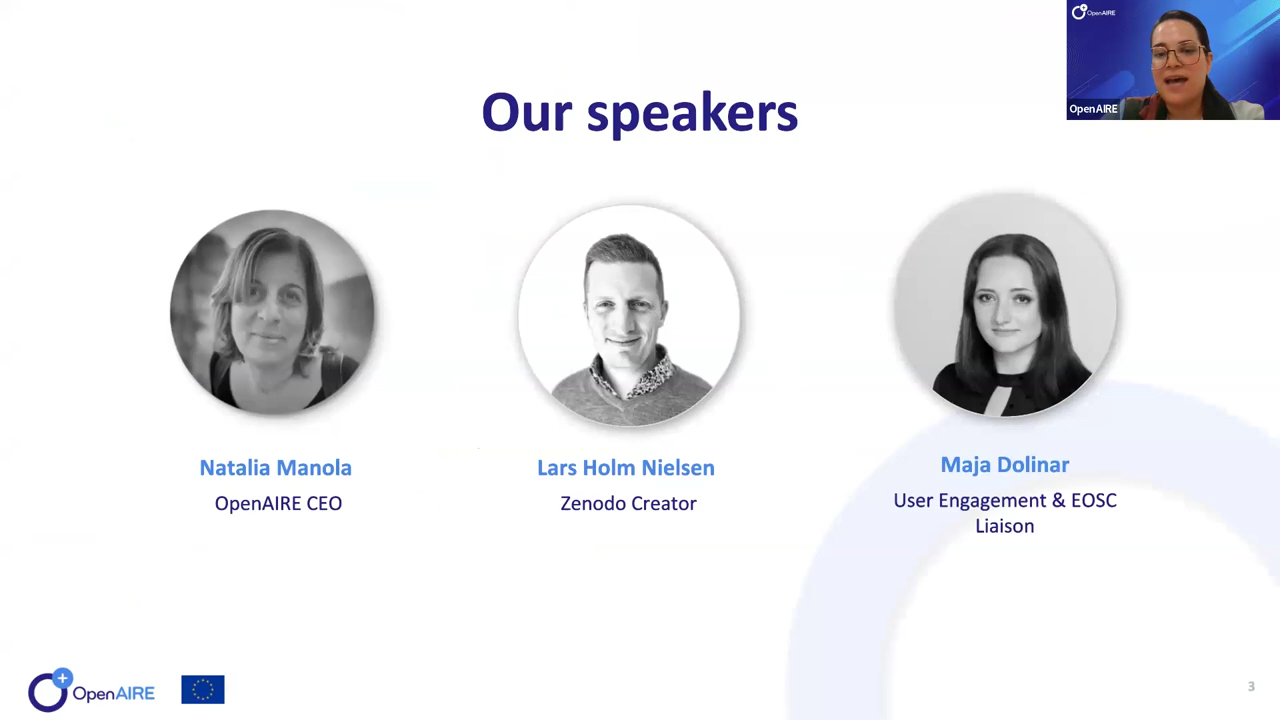 OpenAIRE
OpenAIRE
Our speakers
Natalia Manola
OpenAIRE CEO
Lars Holm Nielsen
Zenodo Creator
Maja Dolinar
User Engagement & EOSC
Liaison
OpenAIRE
3